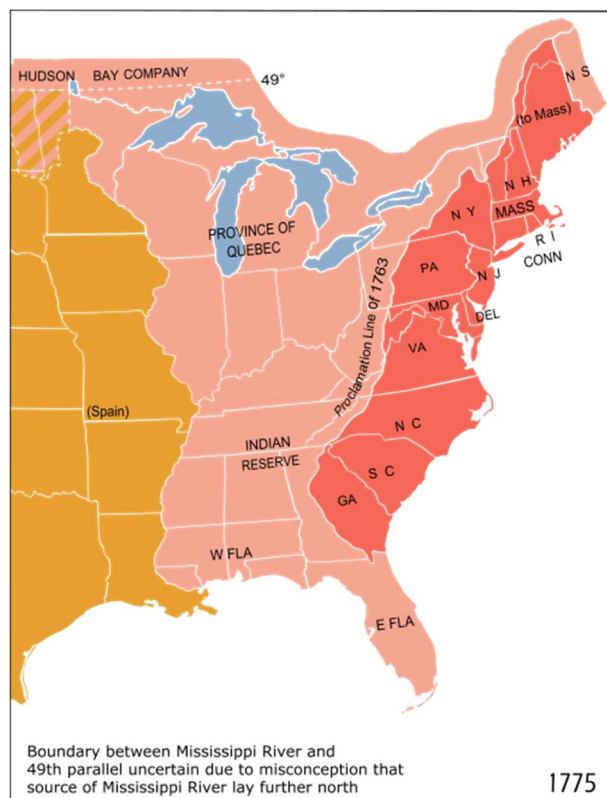 HUDSON BAY COMPANY
49°
N S
(to Mass)
N H
N Y
MASS
R I
CONN
PROVINCE OF
QUEBEC
Proclamation Line of 1763
PA
N J
MD
DEL
VA
(Spain)
N C
INDIAN
RESERVE
S C
GA
W FLA
E FLA
Boundary between Mississippi River and
49th parallel uncertain due to misconception that
source of Mississippi River lay further north
1775